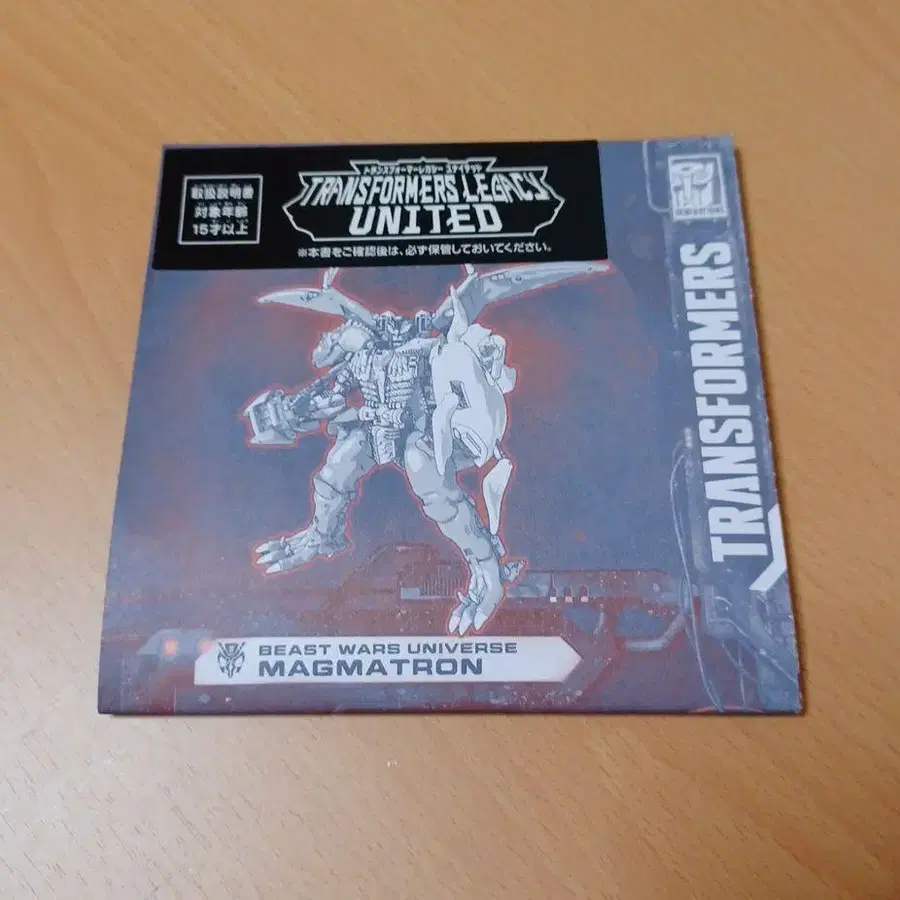 取扱説明書
対象年齢
15才以上
トランスフォーマーレガシー ユナイテッド
TRANSFORMERS LEGACY
UNITED
※本書をご確認後は、必ず保管しておいてください。
TRANSFORMERS
BEAST WARS UNIVERSE
MAGMATRON